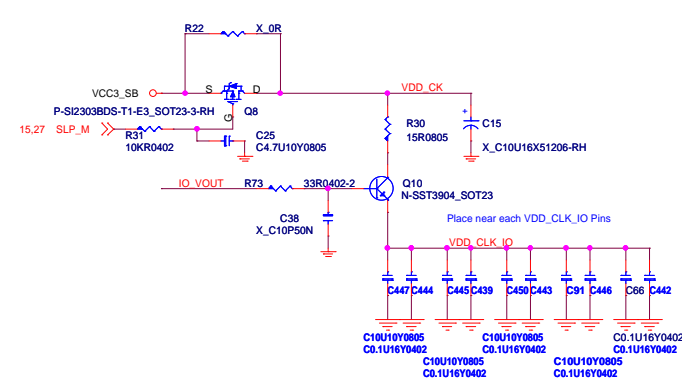 R22 X_0R
VCC3_SB S D VDD_CK
P-SI2303BDS-T1-E3_SOT23-3-RH Q8
G
15,27 SLP_M
R31
10KR0402
C25
C4.7U10Y0805
R30
15R0805
+
C15
X_C10U16X51206-RH
IO_VOUT R73 33R0402-2
Q10
N-SST3904_SOT23
C38
X_C10P50N
Place near each VDD_CLK_IO Pins
VDD_CLK_IO
C447 C444 C445 C439 C450 C443 C91 C446 C66 C442
C10U10Y0805
C0.1U16Y0402
C10U10Y0805
C0.1U16Y0402
C10U10Y0805
C0.1U16Y0402
C10U10Y0805
C0.1U16Y0402
C0.1U16Y0402
C0.1U16Y0402